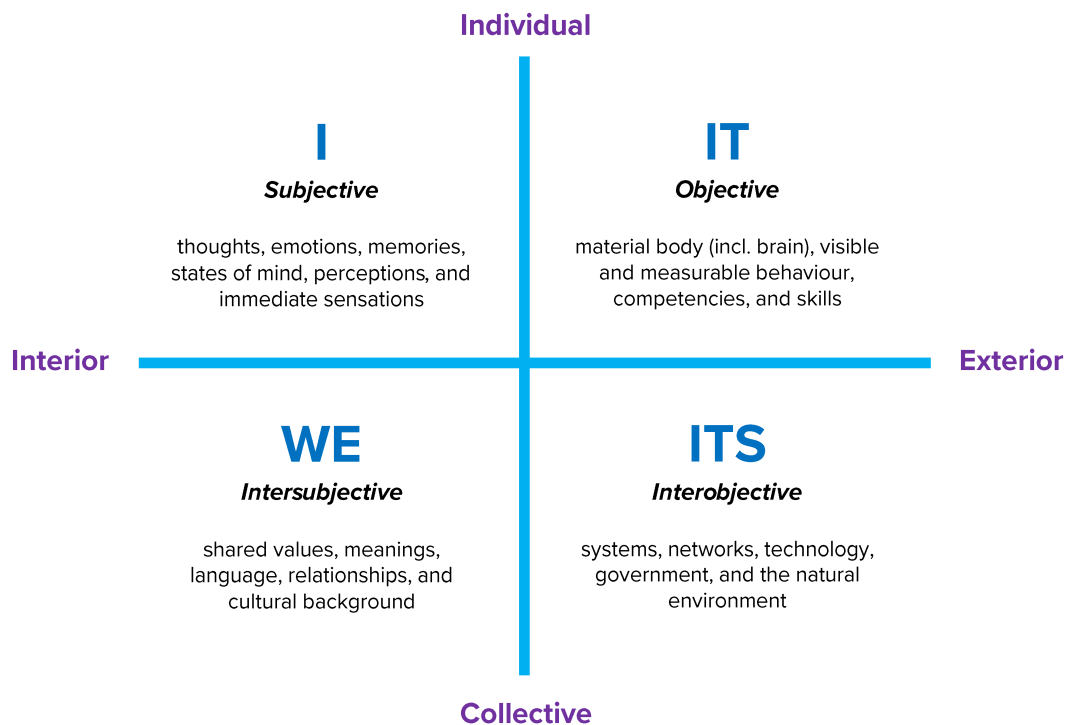 Individual
I
Subjective
thoughts, emotions, memories,
states of mind, perceptions, and
immediate sensations
IT
Objective
material body (incl. brain), visible
and measurable behaviour,
competencies, and skills
Interior
Exterior
WE
Intersubjective
shared values, meanings,
language, relationships, and
cultural background
ITS
Interobjective
systems, networks, technology,
government, and the natural
environment
Collective